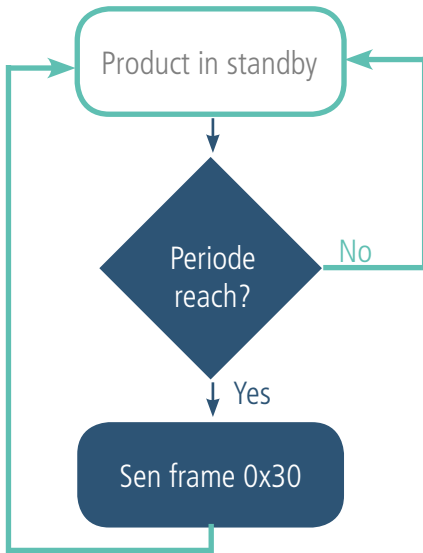 Product in standby
Periode
reach?
No
Yes
Sen frame 0x30